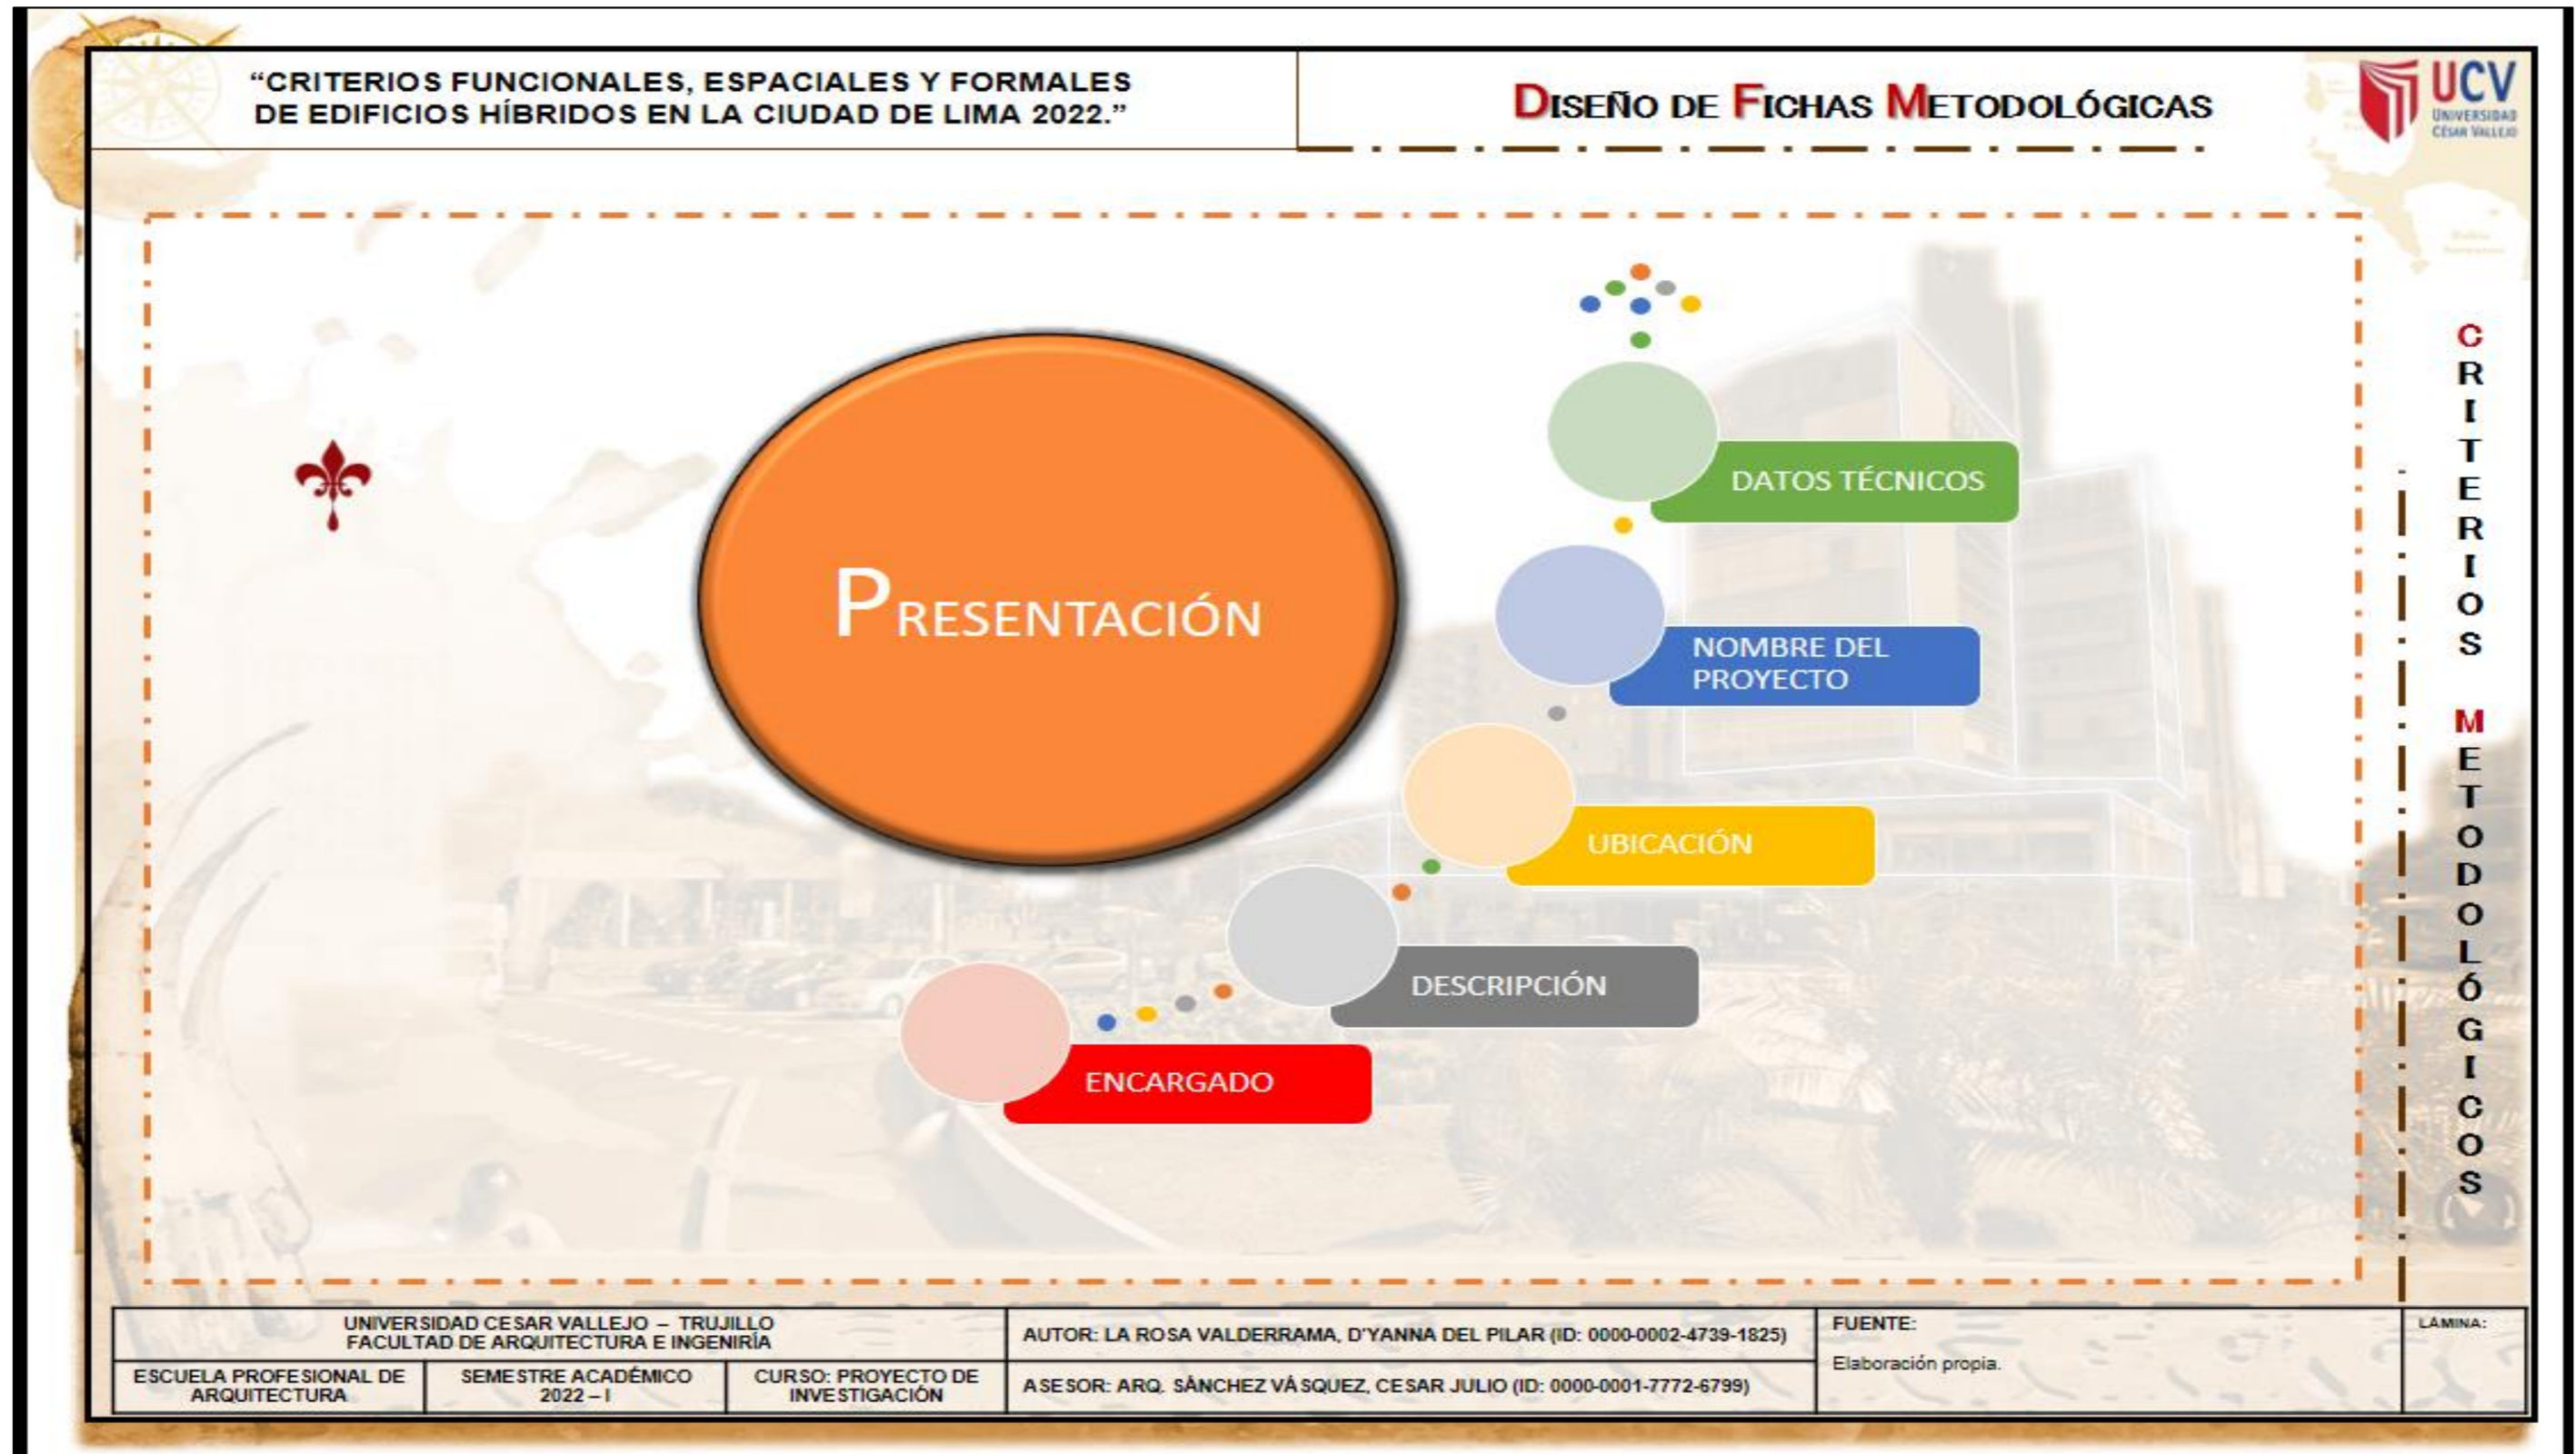 “CRITERIOS FUNCIONALES, ESPACIALES Y FORMALES
DE EDIFICIOS HÍBRIDOS EN LA CIUDAD DE LIMA 2022.”
DISEÑO DE FICHAS METODOLÓGICAS
UCV
UNIVERSIDAD
CÉSAR VALLEJO
PRESENTACIÓN
DATOS TÉCNICOS
NOMBRE DEL
PROYECTO
UBICACIÓN
DESCRIPCIÓN
ENCARGADO
CRITERIOS METODOLÓGICOS
UNIVERSIDAD CESAR VALLEJO – TRUJILLO
FACULTAD DE ARQUITECTURA E INGENIRÍA
ESCUELA PROFESIONAL DE
ARQUITECTURA
SEMESTRE ACADÉMICO
2022 – I
CURSO: PROYECTO DE
INVESTIGACIÓN
AUTOR: LA ROSA VALDERRAMA, D'YANNA DEL PILAR (ID: 0000-0002-4739-1825)
ASESOR: ARQ. SÁNCHEZ VÁSQUEZ, CESAR JULIO (ID: 0000-0001-7772-6799)
FUENTE:
Elaboración propia.
LÁMINA: